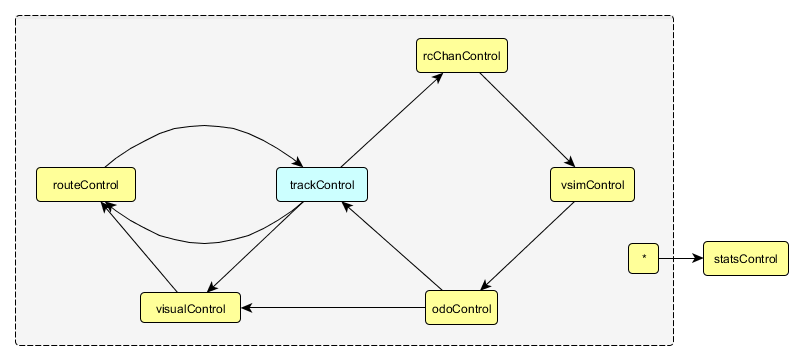 rcChanControl
routeControl
trackControl
vsimControl
*
statsControl
visualControl
odoControl